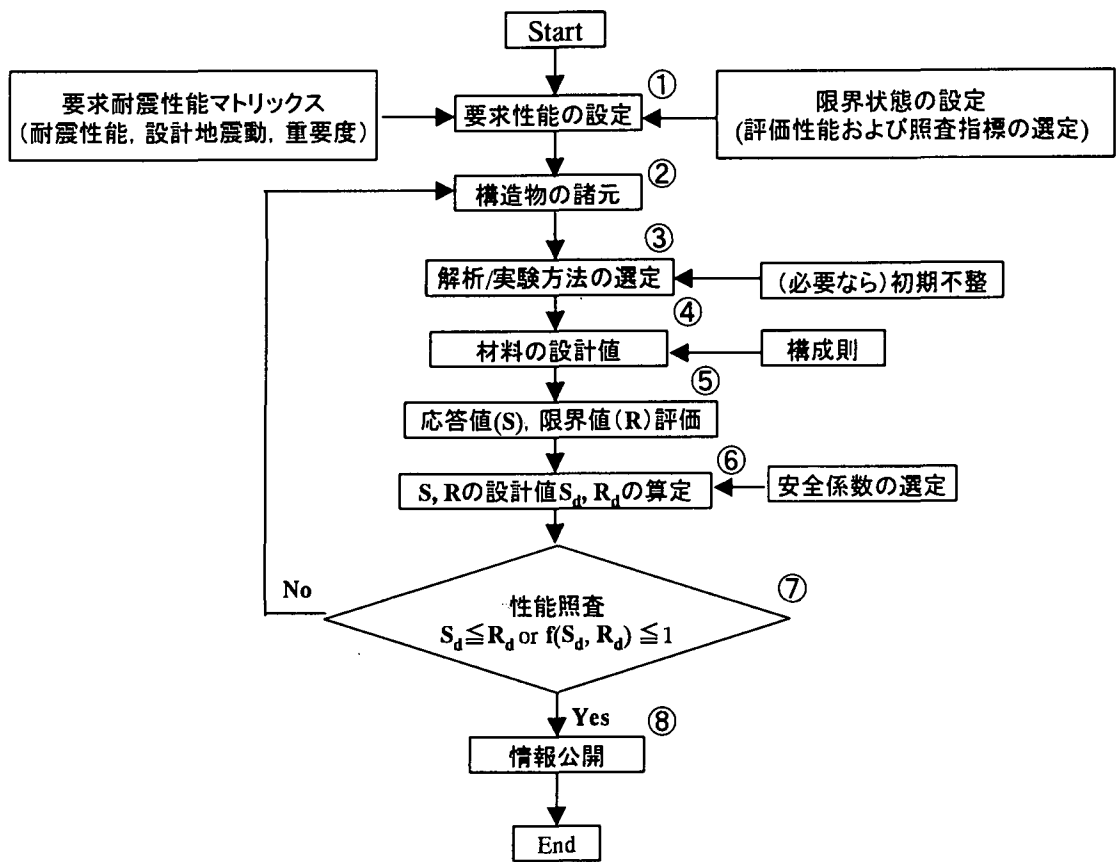 Start
①
要求耐震性能マトリックス
(耐震性能, 設計地震動, 重要度)
要求性能の設定
限界状態の設定
(評価性能および照査指標の選定)
②
構造物の諸元
③
解析/実験方法の選定
(必要なら)初期不整
④
材料の設計値
構成則
⑤
応答値(S), 限界値(R)評価
⑥
S, Rの設計値Sd, Rdの算定
安全係数の選定
No
⑦
性能照査
Sd≦Rd or f(Sd, Rd) ≦1
Yes
⑧
情報公開
End